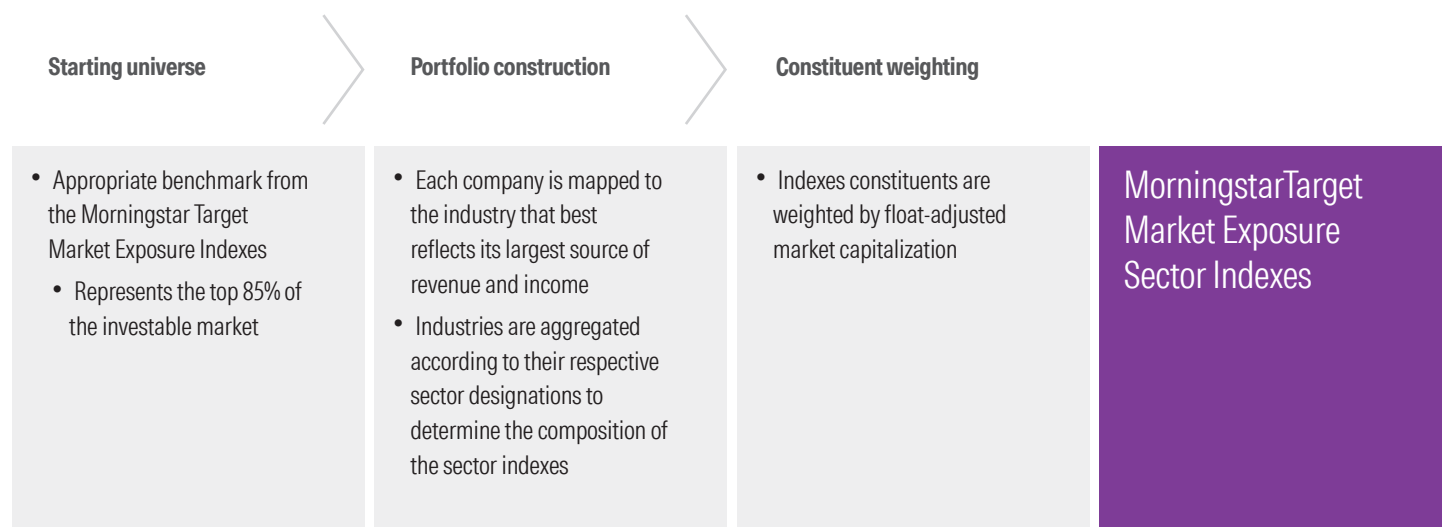 Starting universe
Portfolio construction
Constituent weighting
• Appropriate benchmark from
the Morningstar Target
Market Exposure Indexes
• Represents the top 85% of
the investable market
• Each company is mapped to
the industry that best
reflects its largest source of
revenue and income
• Industries are aggregated
according to their respective
sector designations to
determine the composition of
the sector indexes
• Indexes constituents are
weighted by float-adjusted
market capitalization
MorningstarTarget
Market Exposure
Sector Indexes